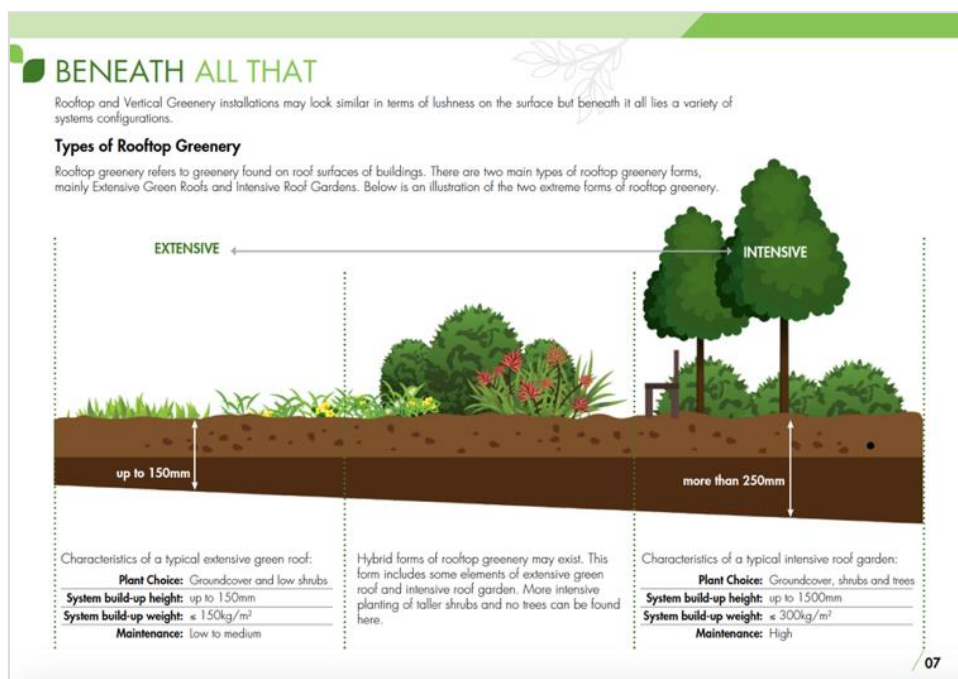 BENEATH ALL THAT
Rooftop and Vertical Greenery installations may look similar in terms of lushness on the surface but beneath it all lies a variety of
systems configurations.
Types of Rooftop Greenery
Rooftop greenery refers to greenery found on roof surfaces of buildings. There are two main types of rooftop greenery forms,
mainly Extensive Green Roofs and Intensive Roof Gardens. Below is an illustration of the two extreme forms of rooftop greenery.
EXTENSIVE
INTENSIVE
up to 150mm
more than 250mm
Characteristics of a typical extensive green roof:
Plant Choice: Groundcover and low shrubs
System build-up height: up to 150mm
System build-up weight: ≤ 150kg/m²
Maintenance: Low to medium
Hybrid forms of rooftop greenery may exist. This
form includes some elements of extensive green
roof and intensive roof garden. More intensive
planting of taller shrubs and no trees can be found
here.
Characteristics of a typical intensive roof garden:
Plant Choice: Groundcover, shrubs and trees
System build-up height: up to 1500mm
System build-up weight: ≤ 300kg/m²
Maintenance: High
07